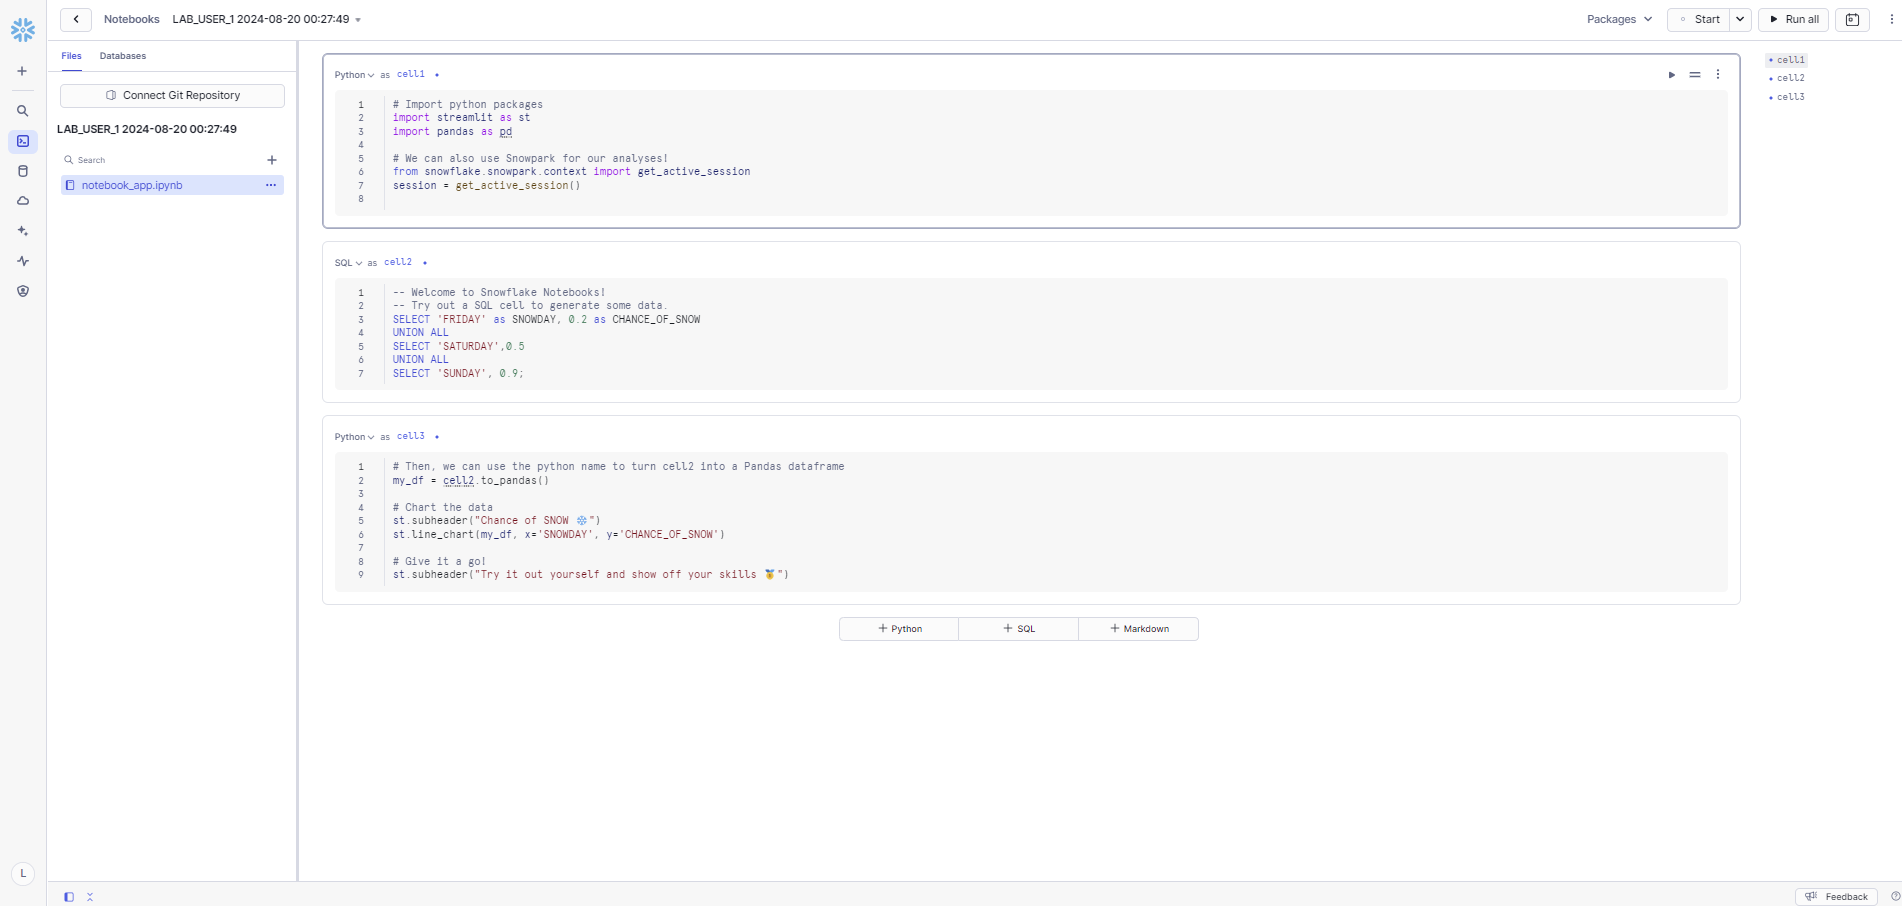 Notebooks LAB_USER_1 2024-08-20 00:27:49
Packages Start Run all
Files Databases
Connect Git Repository
LAB_USER_1 2024-08-20 00:27:49
Search
notebook_app.ipynb
L
Python as cell1
1 # Import python packages
2 import streamlit as st
3 import pandas as pd
4
5 # We can also use Snowpark for our analyses!
6 from snowflake.snowpark.context import get_active_session
7 session = get_active_session()
8
SQL as cell2
1 -- Welcome to Snowflake Notebooks!
2 -- Try out a SQL cell to generate some data.
3 SELECT 'FRIDAY' as SNOWDAY, 0.2 as CHANCE_OF_SNOW
4 UNION ALL
5 SELECT 'SATURDAY',0.5
6 UNION ALL
7 SELECT 'SUNDAY', 0.9;
Python as cell3
1 # Then, we can use the python name to turn cell2 into a Pandas dataframe
2 my_df = cell2.to_pandas()
3
4 # Chart the data
5 st.subheader("Chance of SNOW ❄️")
6 st.line_chart(my_df, x='SNOWDAY', y='CHANCE_OF_SNOW')
7
8 # Give it a go!
9 st.subheader("Try it out yourself and show off your skills 🥇")
+ Python + SQL + Markdown
cell1
cell2
cell3
Feedback